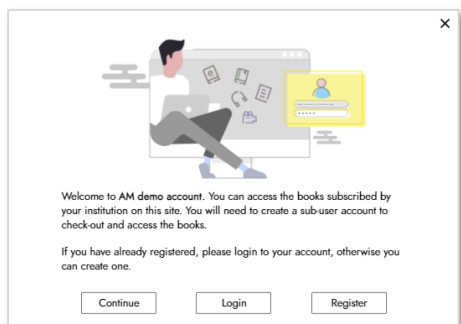 Welcome to AM demo account. You can access the books subscribed by
your institution on this site. You will need to create a sub-user account to
check-out and access the books.
If you have already registered, please login to your account, otherwise you
can create one.
Continue Login Register